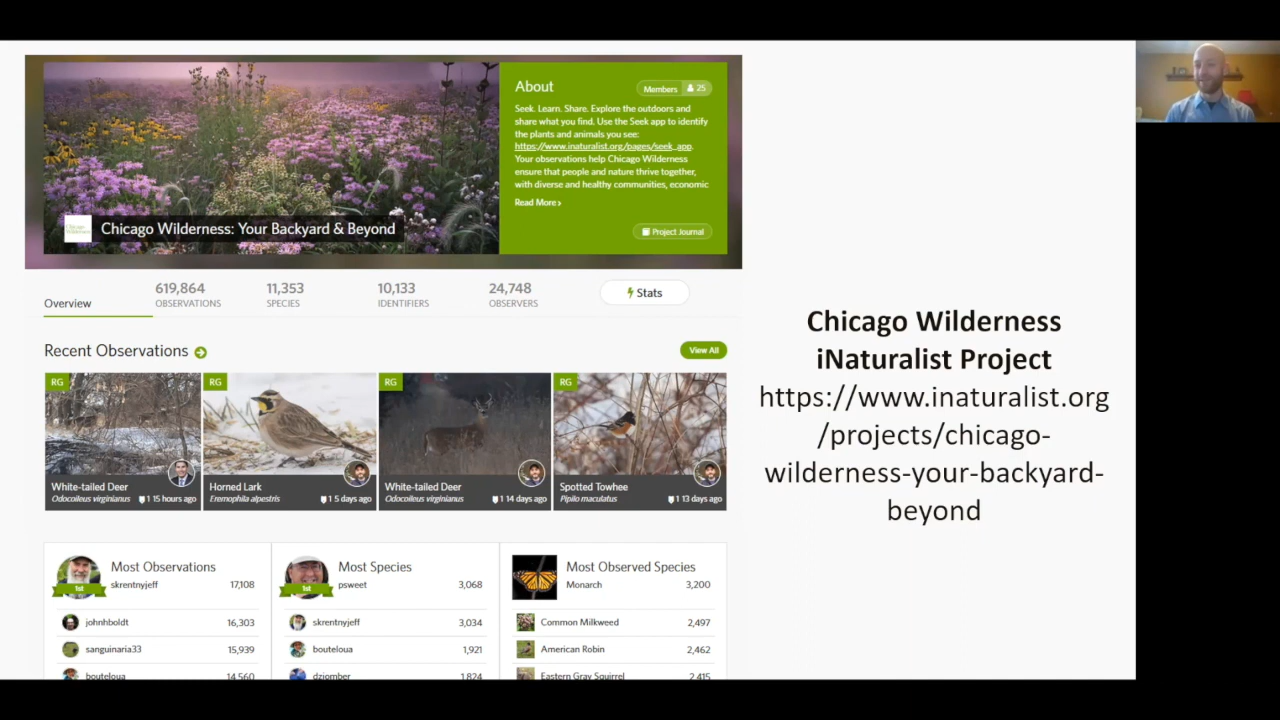 About
Members 25
Seek. Learn. Share. Explore the outdoors and
share what you find. Use the Seek app to identify
the plants and animals you see:
https://www.inaturalist.org/pages/seek_app.
Your observations help Chicago Wilderness
ensure that people and nature thrive together,
with diverse and healthy communities, economic
Read More ›
Project Journal
Chicago Wilderness: Your Backyard & Beyond
Overview
619,864
OBSERVATIONS
11,353
SPECIES
10,133
IDENTIFIERS
24,748
OBSERVERS
Stats
Recent Observations
View All
RG
White-tailed Deer
Odocoileus virginianus
1 15 hours ago
RG
Horned Lark
Eremophila alpestris
1 5 days ago
RG
White-tailed Deer
Odocoileus virginianus
1 14 days ago
RG
Spotted Towhee
Pipilo maculatus
1 13 days ago
Most Observations
1st
skrentnyjeff 17,108
johnhboldt 16,303
sanguinaria33 15,939
bouteloua 14,560
Most Species
1st
psweet 3,068
skrentnyjeff 3,034
bouteloua 1,921
dziomber 1,824
Most Observed Species
Monarch 3,200
Common Milkweed 2,497
American Robin 2,462
Eastern Gray Squirrel 2,415
Chicago Wilderness
iNaturalist Project
https://www.inaturalist.org
/projects/chicago-
wilderness-your-backyard-
beyond